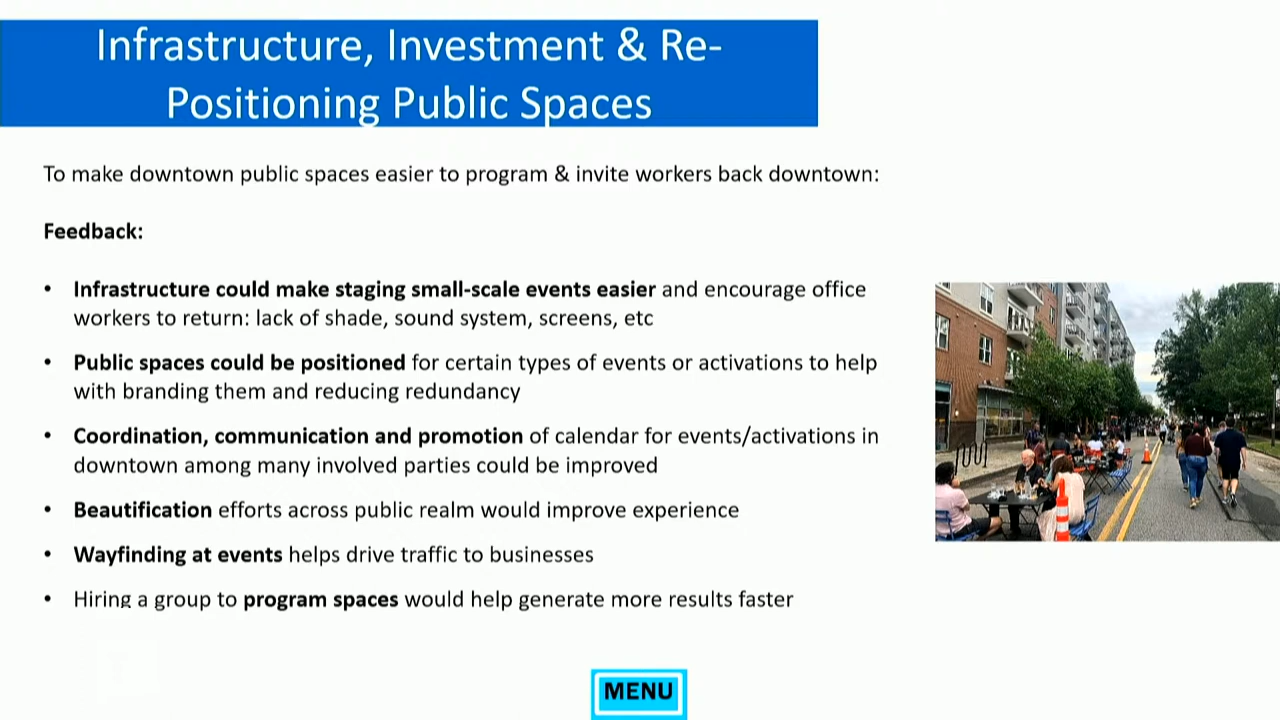 Infrastructure, Investment & Re-
Positioning Public Spaces
To make downtown public spaces easier to program & invite workers back downtown:
Feedback:
• Infrastructure could make staging small-scale events easier and encourage office
workers to return: lack of shade, sound system, screens, etc
• Public spaces could be positioned for certain types of events or activations to help
with branding them and reducing redundancy
• Coordination, communication and promotion of calendar for events/activations in
downtown among many involved parties could be improved
• Beautification efforts across public realm would improve experience
• Wayfinding at events helps drive traffic to businesses
• Hiring a group to program spaces would help generate more results faster
MENU